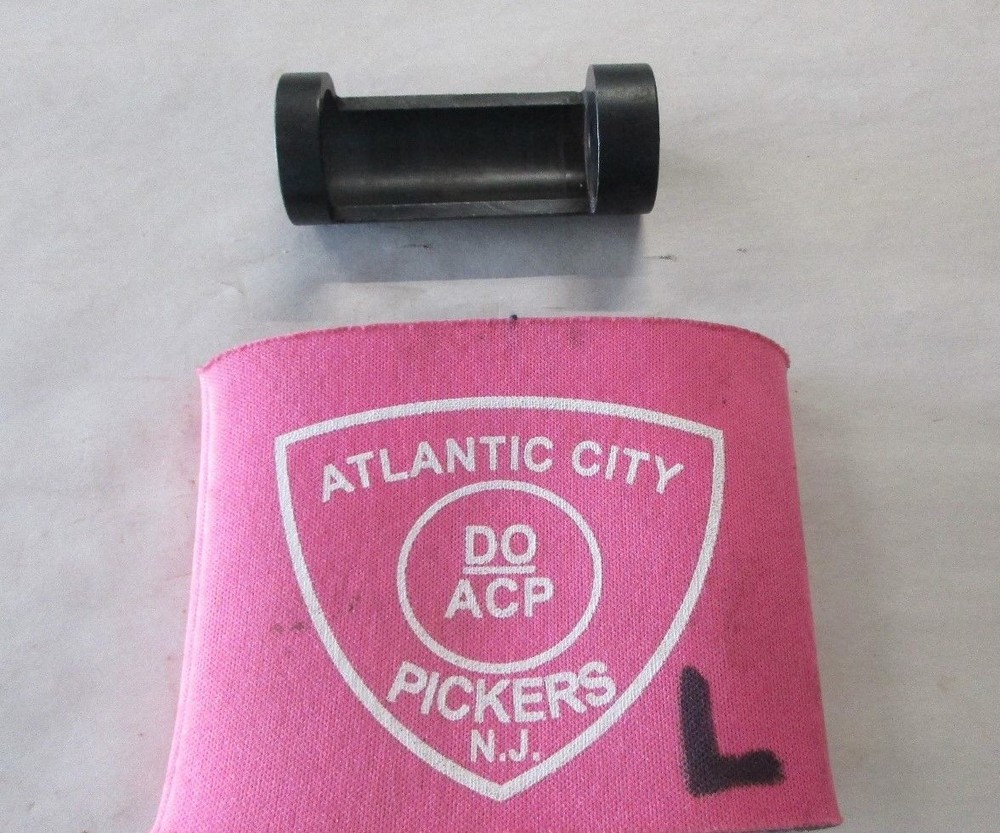 ATLANTIC CITY
DO
ACP
PICKERS
N.J.
L